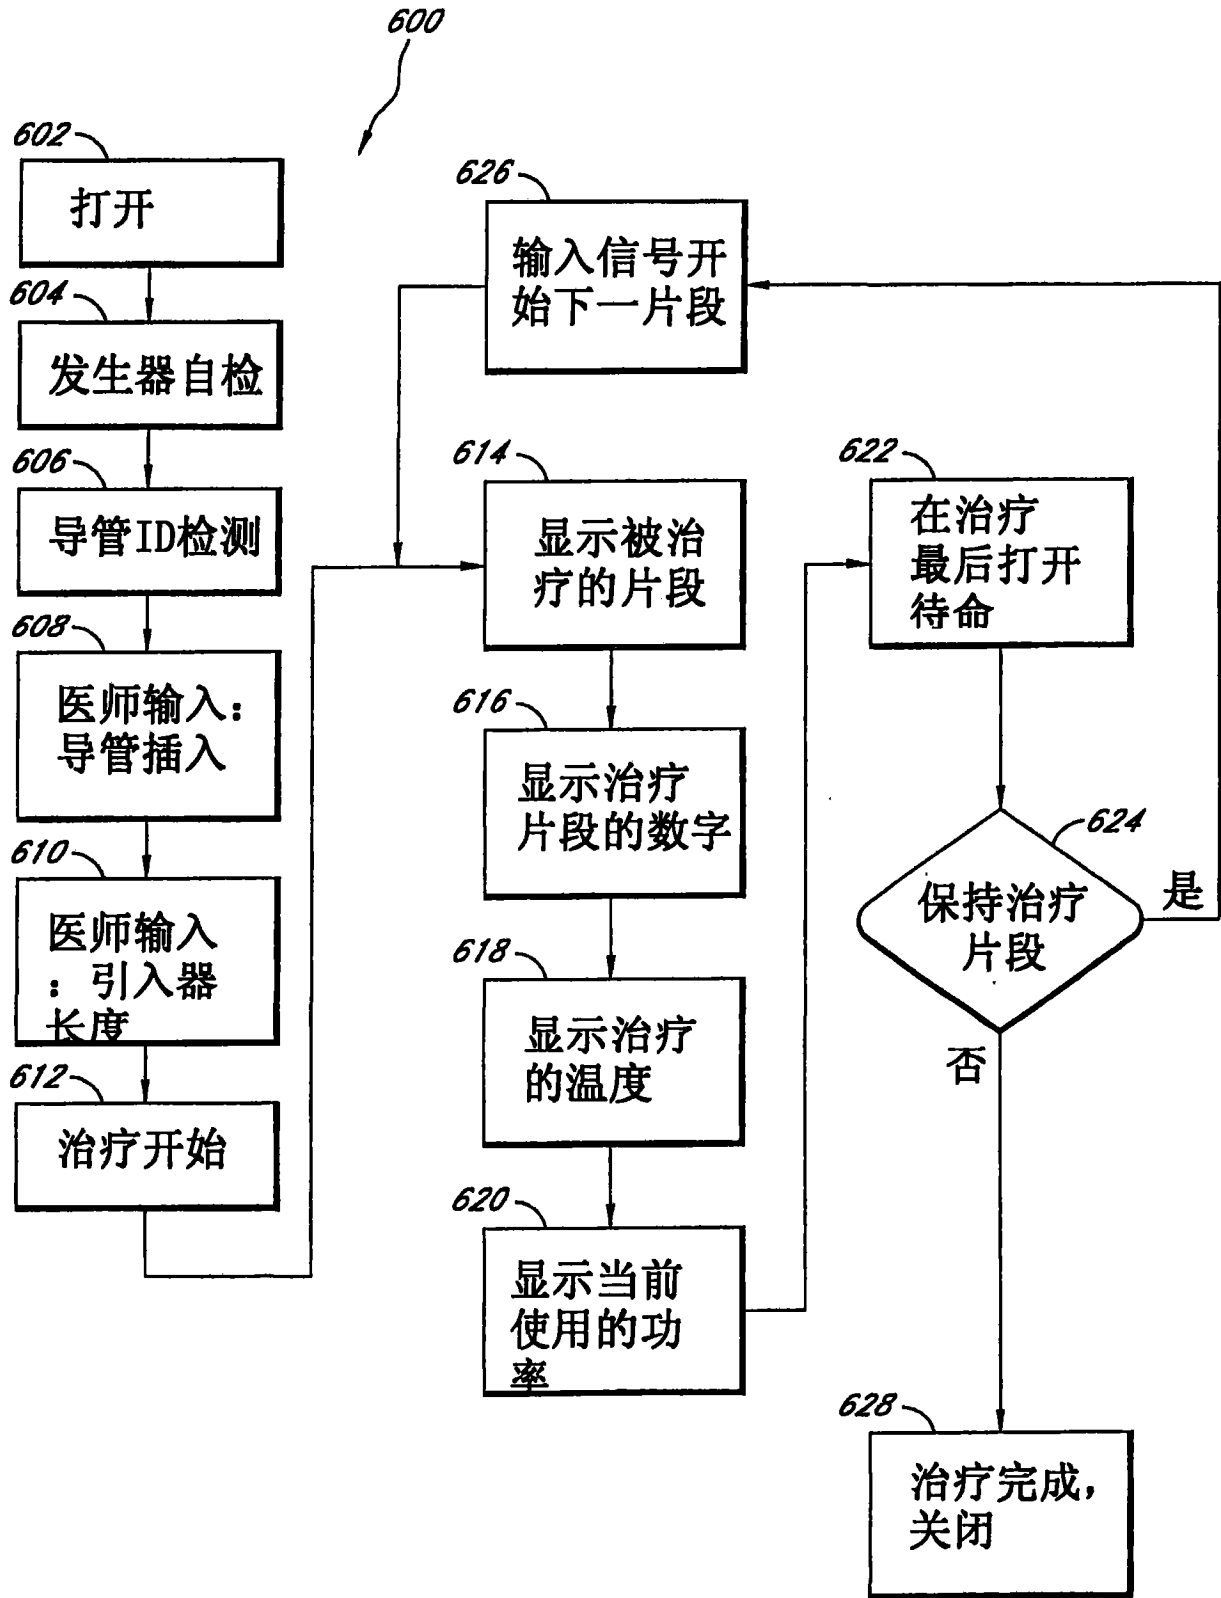 600
602
打开
604
发生器自检
606
导管ID检测
608
医师输入：
导管插入
610
医师输入
：引入器
长度
612
治疗开始
626
输入信号开
始下一片段
614
显示被治
疗的片段
616
显示治疗
片段的数字
618
显示治疗
的温度
620
显示当前
使用的功
率
622
在治疗
最后打开
待命
624
保持治疗
片段
是
否
628
治疗完成，
关闭